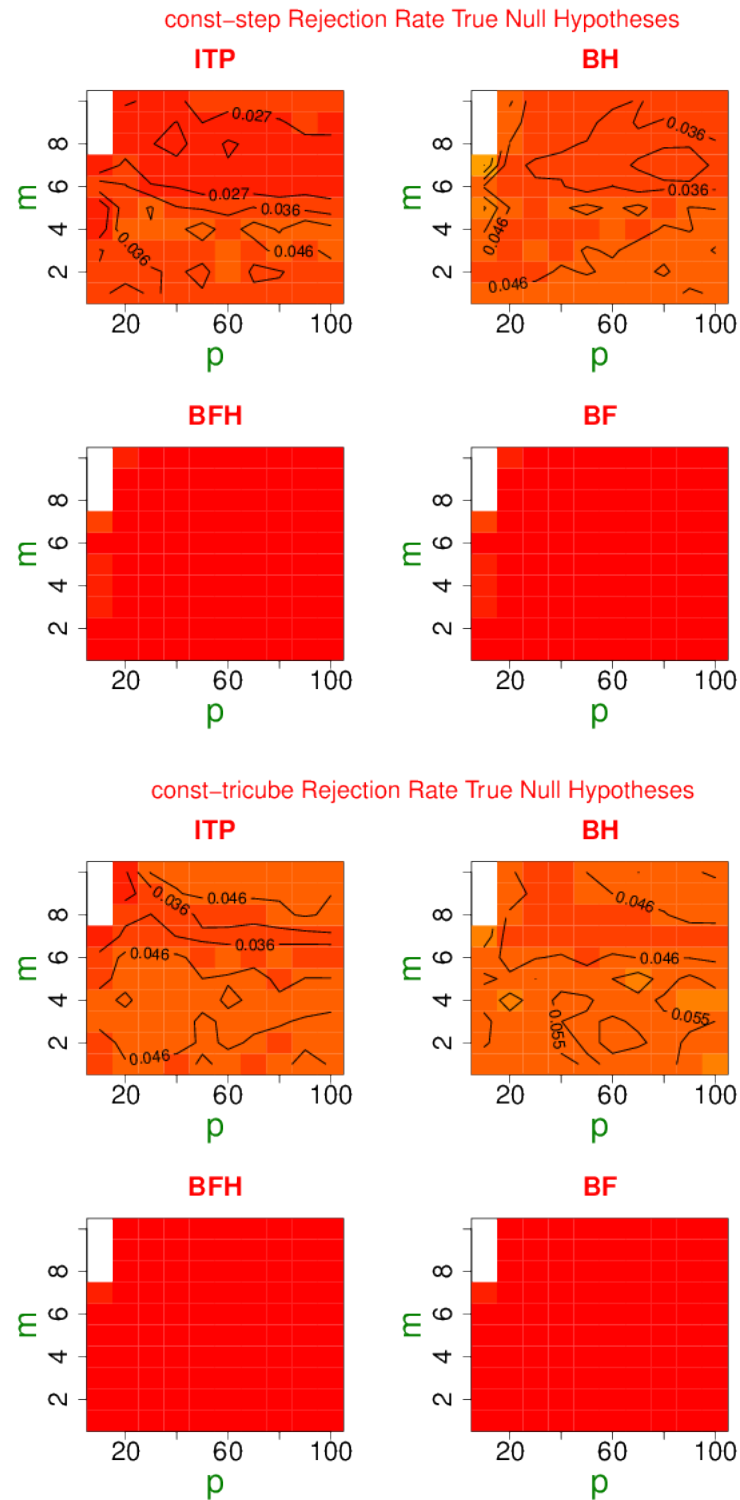 const−step Rejection Rate True Null Hypotheses
ITP BH
0.027 0.036
8 8
m 6 0.027 m 6 0.036
0.036
4 0.036 4 0.046
0.046
2 2 0.046
20 60 100 20 60 100
p p
BFH BF
8 8
m 6 m 6
4 4
2 2
20 60 100 20 60 100
p p
const−tricube Rejection Rate True Null Hypotheses
ITP BH
0.036 0.046 0.046
8 8
0.036
m 6 0.046 m 6 0.046
4 4
0.055 0.055
2 0.046 2
20 60 100 20 60 100
p p
BFH BF
8 8
m 6 m 6
4 4
2 2
20 60 100 20 60 100
p p